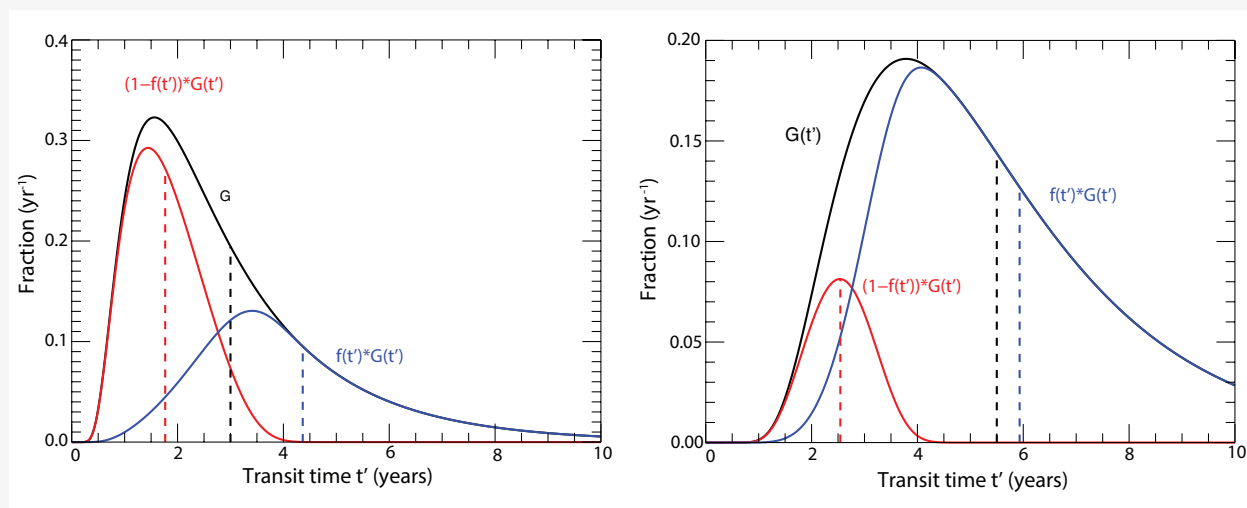 0.4
0.3
0.2
0.1
0.0
Fraction (yr⁻¹)
(1−f(t′))*G(t′)
G
f(t′)*G(t′)
0 2 4 6 8 10
Transit time t′ (years)
0.20
0.15
0.10
0.05
0.00
Fraction (yr⁻¹)
G(t′)
f(t′)*G(t′)
(1−f(t′))*G(t′)
0 2 4 6 8 10
Transit time t′ (years)